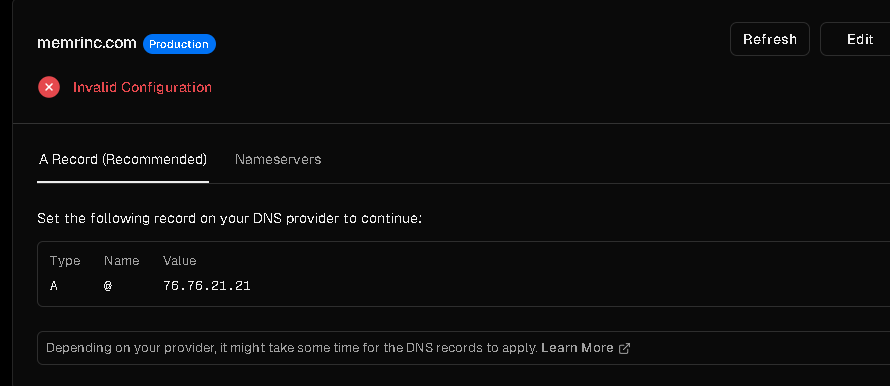 memrinc.com Production Refresh Edit
Invalid Configuration
A Record (Recommended) Nameservers
Set the following record on your DNS provider to continue:
Type Name Value
A @ 76.76.21.21
Depending on your provider, it might take some time for the DNS records to apply. Learn More